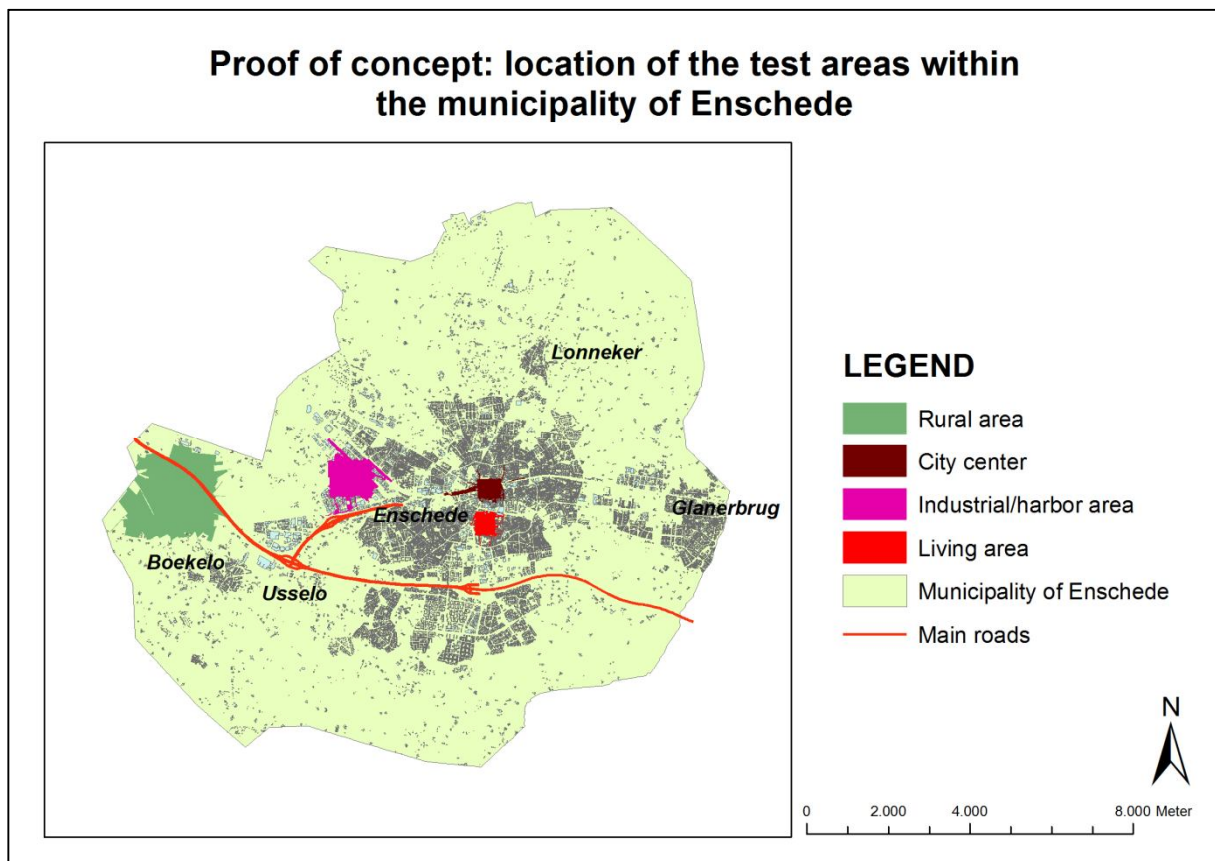 Proof of concept: location of the test areas within
the municipality of Enschede
Lonneker
Enschede
Glanerbrug
Boekelo
Usselo
LEGEND
Rural area
City center
Industrial/harbor area
Living area
Municipality of Enschede
Main roads
N
0 2.000 4.000 8.000 Meter